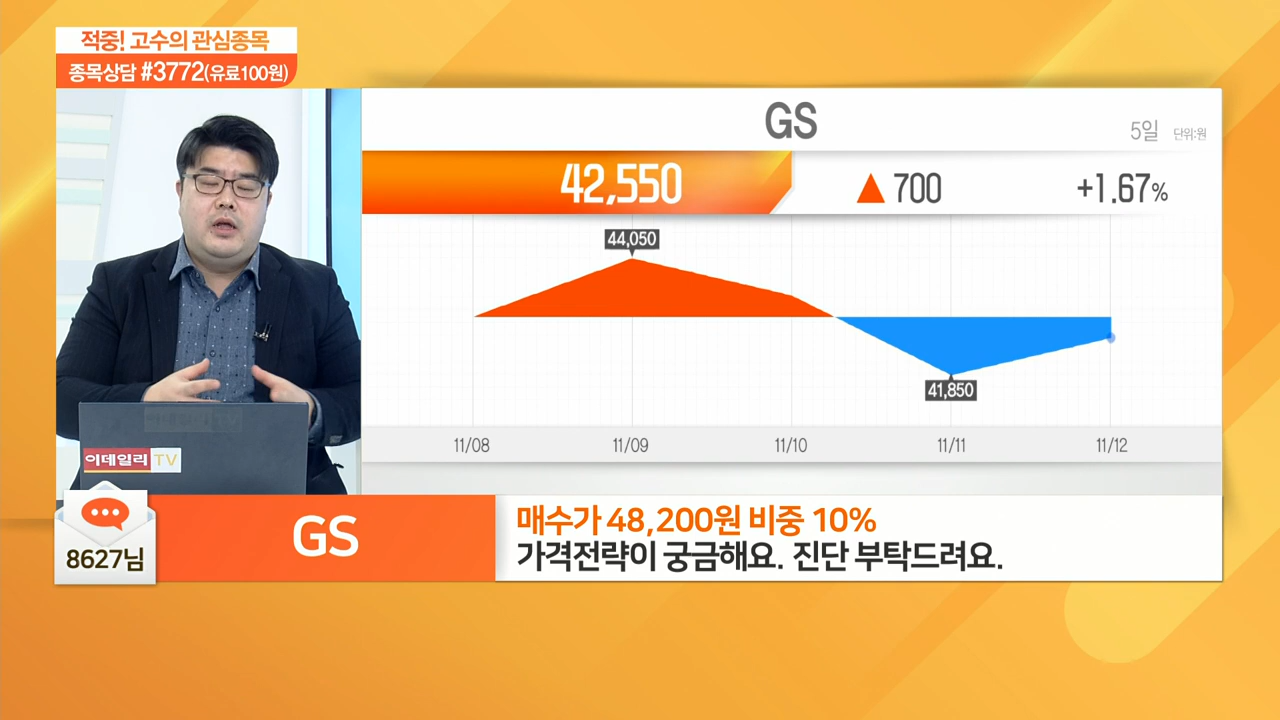 적중! 고수의 관심종목
종목상담 #3772(유료100원)
GS
5일 단위:원
42,550 ▲ 700 +1.67%
44,050
41,850
11/08 11/09 11/10 11/11 11/12
이데일리TV
8627님
GS
매수가 48,200원 비중 10%
가격전략이 궁금해요. 진단 부탁드려요.